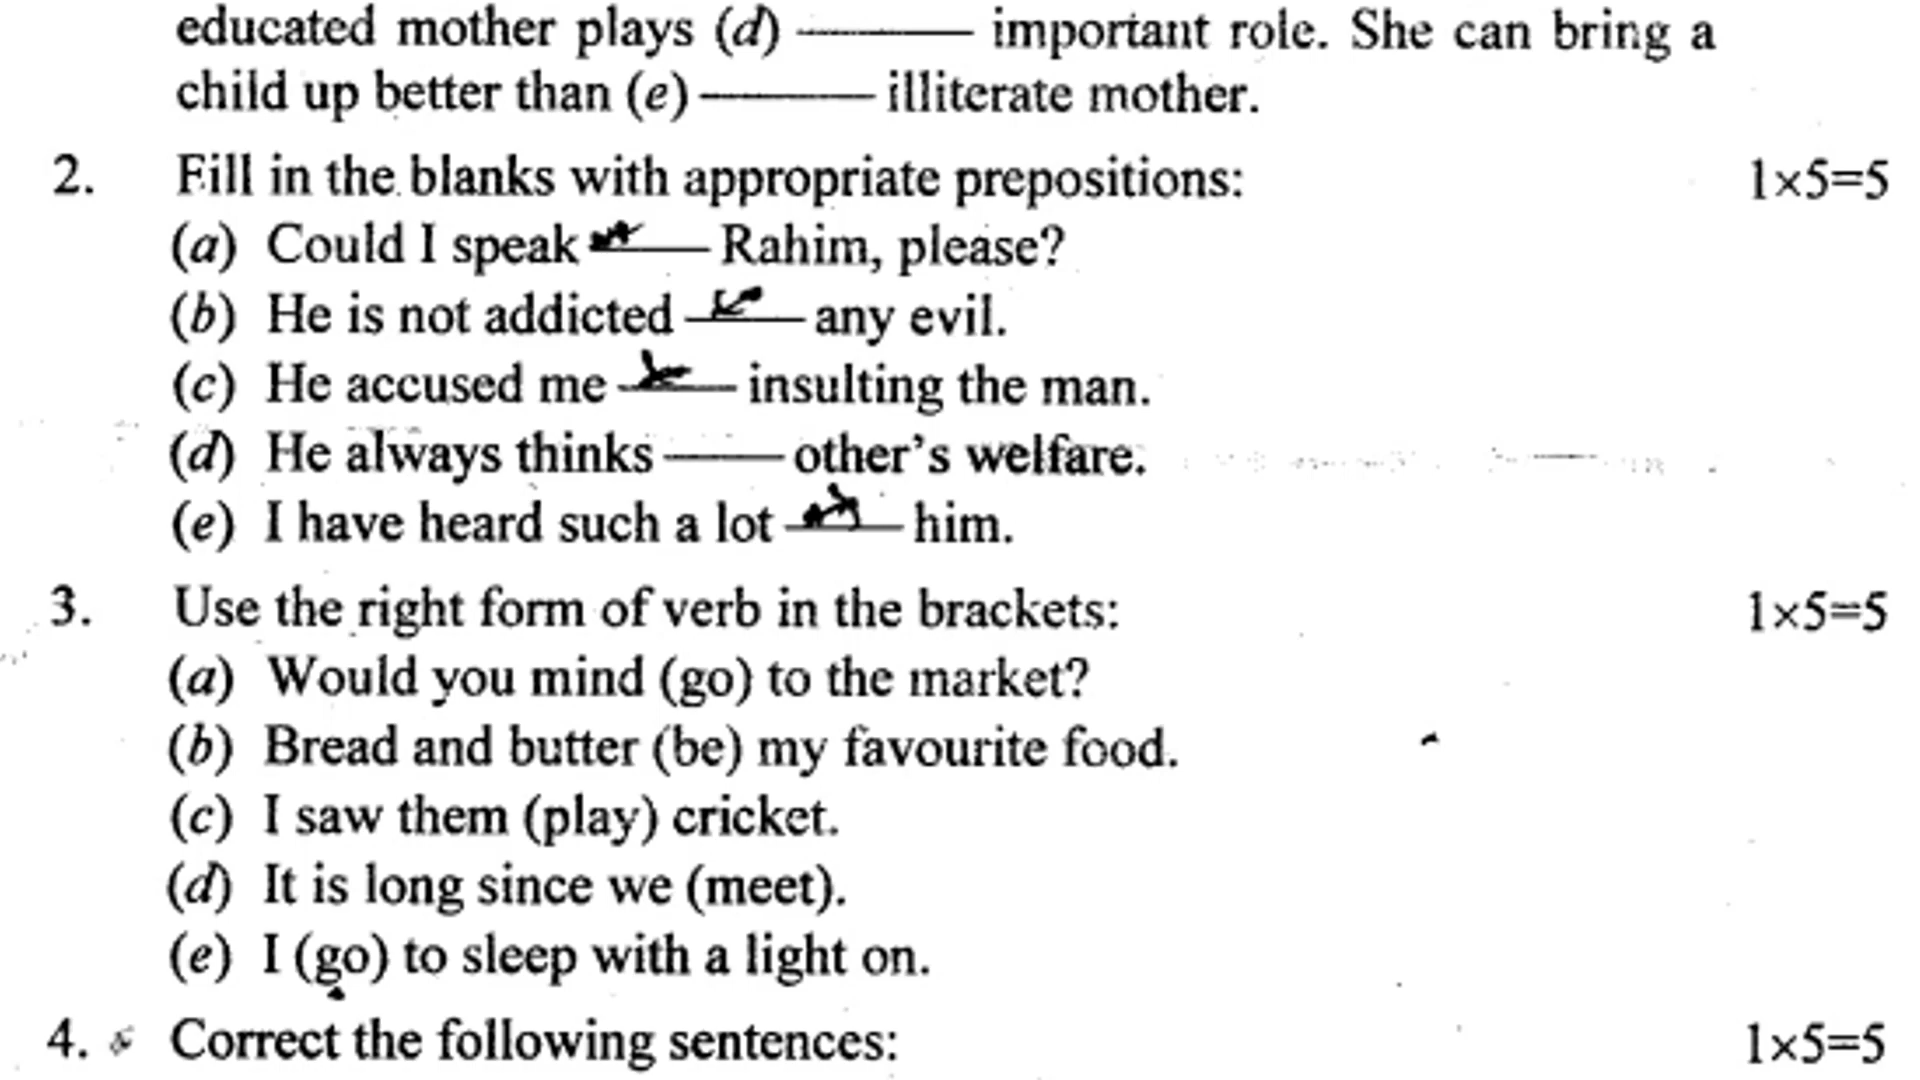 educated mother plays (d) ——— important role. She can bring a
child up better than (e) ——— illiterate mother.
2. Fill in the blanks with appropriate prepositions: 1×5=5
(a) Could I speak ——— Rahim, please?
(b) He is not addicted ——— any evil.
(c) He accused me ——— insulting the man.
(d) He always thinks ——— other's welfare.
(e) I have heard such a lot ——— him.
3. Use the right form of verb in the brackets: 1×5=5
(a) Would you mind (go) to the market?
(b) Bread and butter (be) my favourite food.
(c) I saw them (play) cricket.
(d) It is long since we (meet).
(e) I (go) to sleep with a light on.
4. Correct the following sentences: 1×5=5